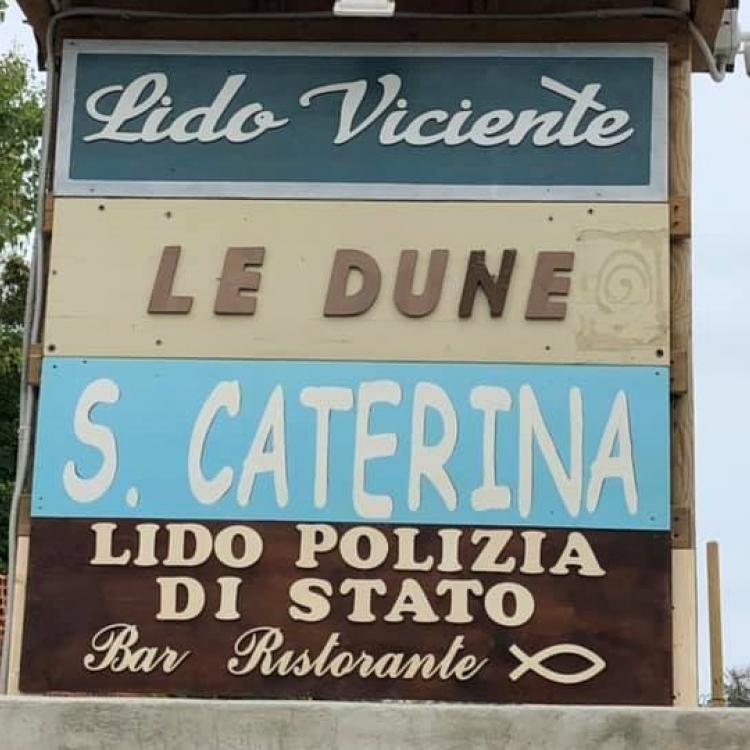 Lido Viciente
LE DUNE
S. CATERINA
LIDO POLIZIA
DI STATO
Bar Ristorante